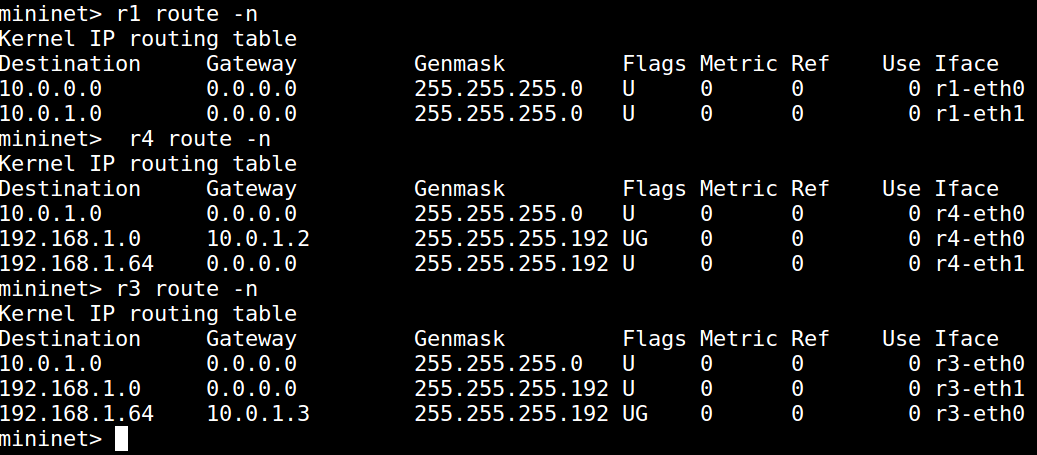 mininet> r1 route -n
Kernel IP routing table
Destination     Gateway         Genmask         Flags Metric Ref    Use Iface
10.0.0.0        0.0.0.0         255.255.255.0   U     0      0        0 r1-eth0
10.0.1.0        0.0.0.0         255.255.255.0   U     0      0        0 r1-eth1
mininet>  r4 route -n
Kernel IP routing table
Destination     Gateway         Genmask         Flags Metric Ref    Use Iface
10.0.1.0        0.0.0.0         255.255.255.0   U     0      0        0 r4-eth0
192.168.1.0     10.0.1.2        255.255.255.192 UG    0      0        0 r4-eth0
192.168.1.64    0.0.0.0         255.255.255.192 U     0      0        0 r4-eth1
mininet> r3 route -n
Kernel IP routing table
Destination     Gateway         Genmask         Flags Metric Ref    Use Iface
10.0.1.0        0.0.0.0         255.255.255.0   U     0      0        0 r3-eth0
192.168.1.0     0.0.0.0         255.255.255.192 U     0      0        0 r3-eth1
192.168.1.64    10.0.1.3        255.255.255.192 UG    0      0        0 r3-eth0
mininet>